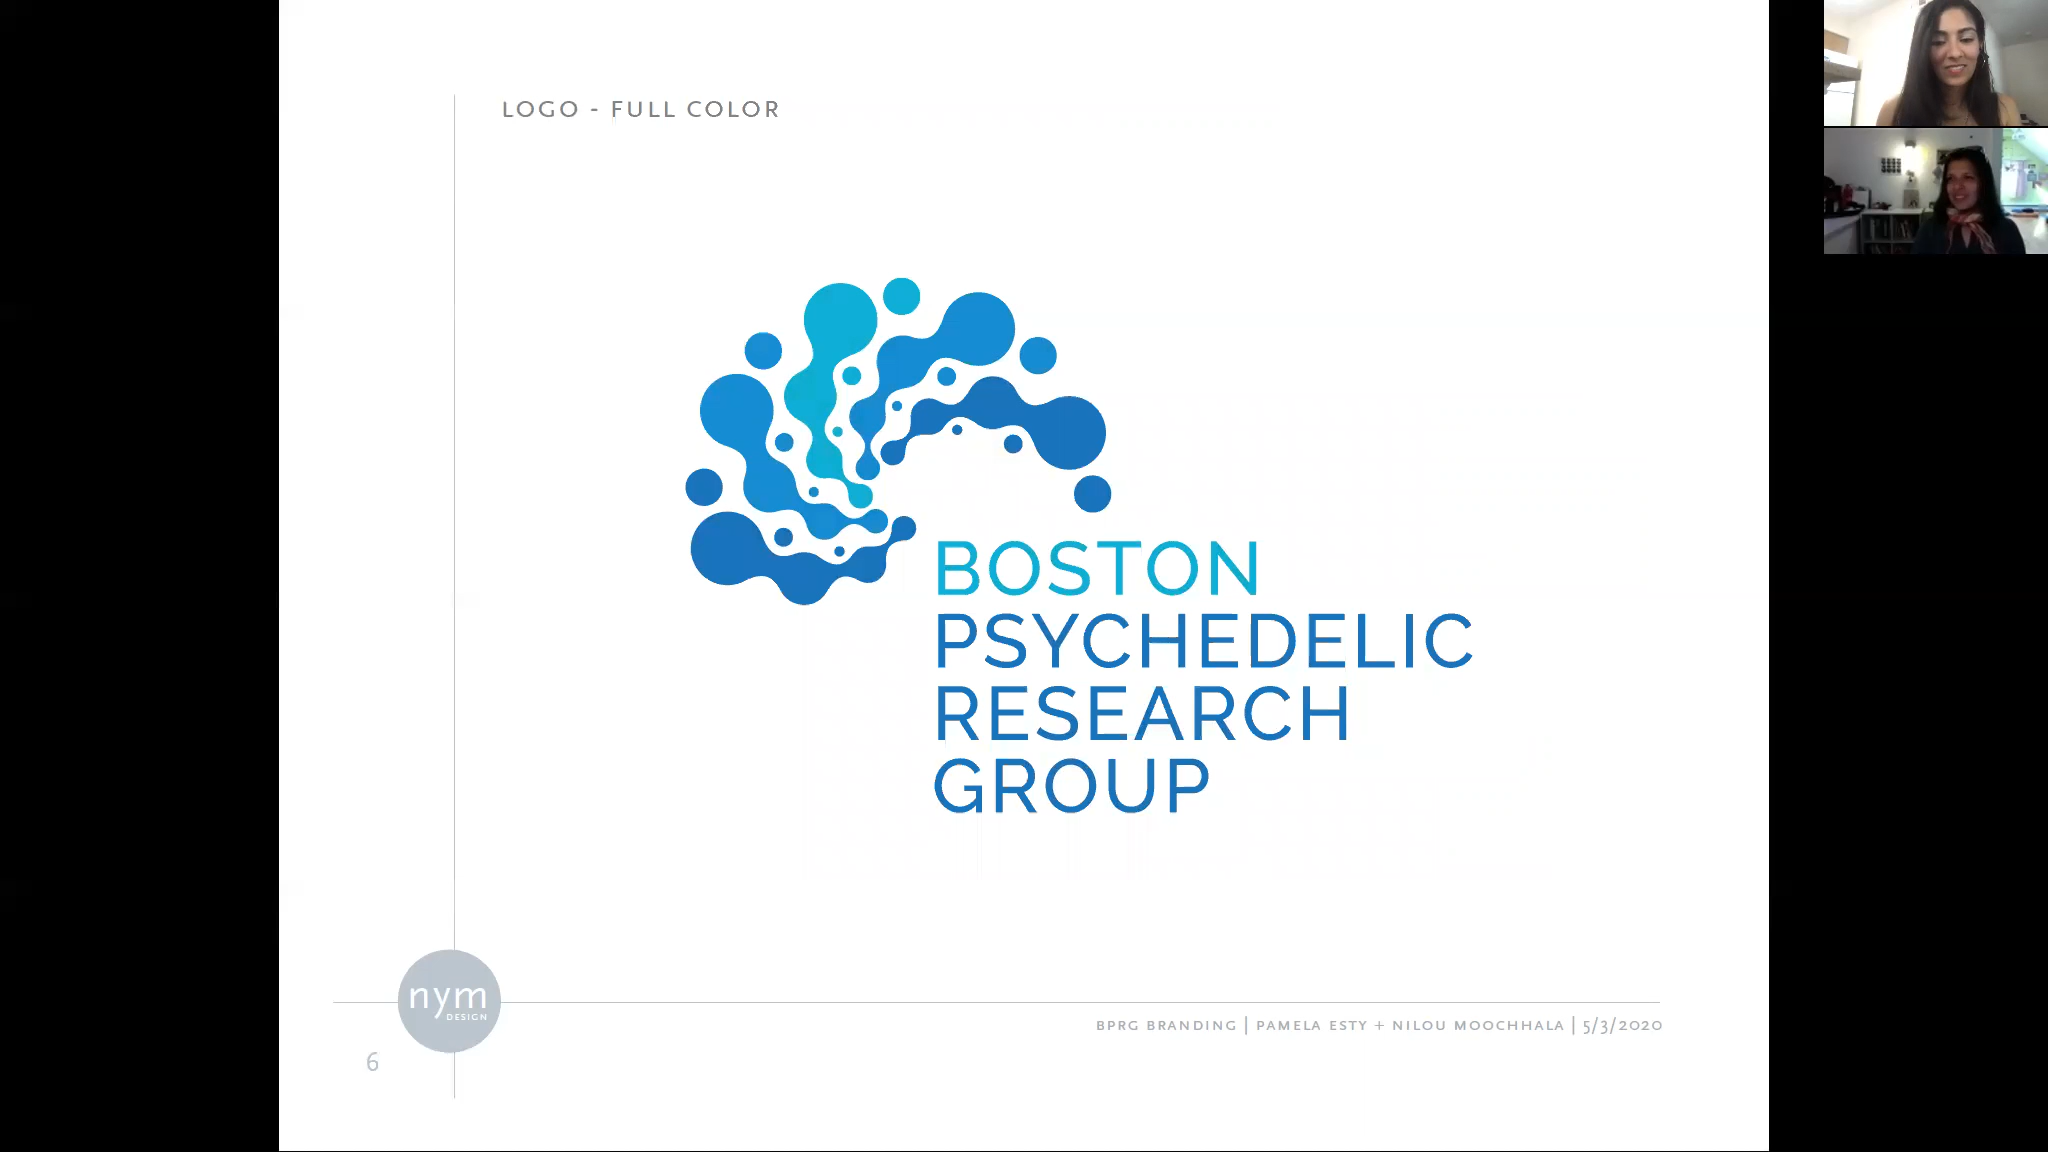 LOGO - FULL COLOR
BOSTON
PSYCHEDELIC
RESEARCH
GROUP
nym
DESIGN
BPRG BRANDING | PAMELA ESTY + NILOU MOOCHHALA | 5/3/2020
6